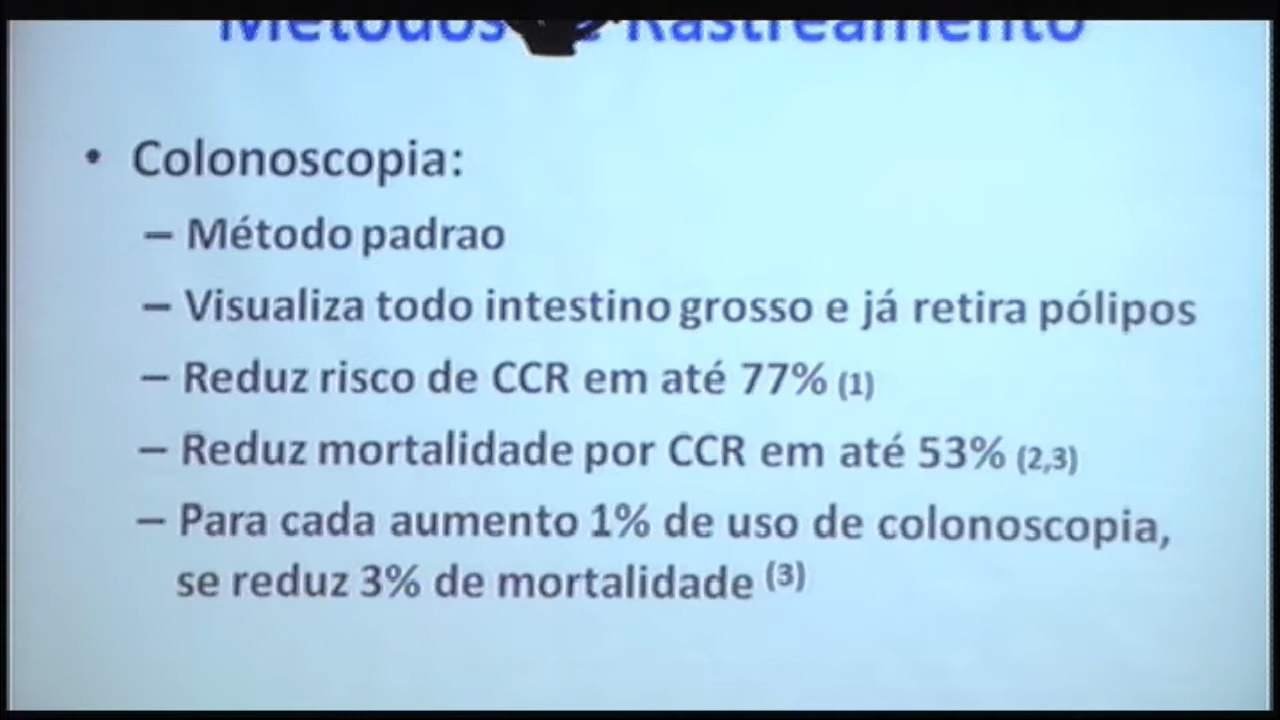 Métodos Rastreamento
• Colonoscopia:
– Método padrao
– Visualiza todo intestino grosso e já retira pólipos
– Reduz risco de CCR em até 77% (1)
– Reduz mortalidade por CCR em até 53% (2,3)
– Para cada aumento 1% de uso de colonoscopia,
se reduz 3% de mortalidade (3)